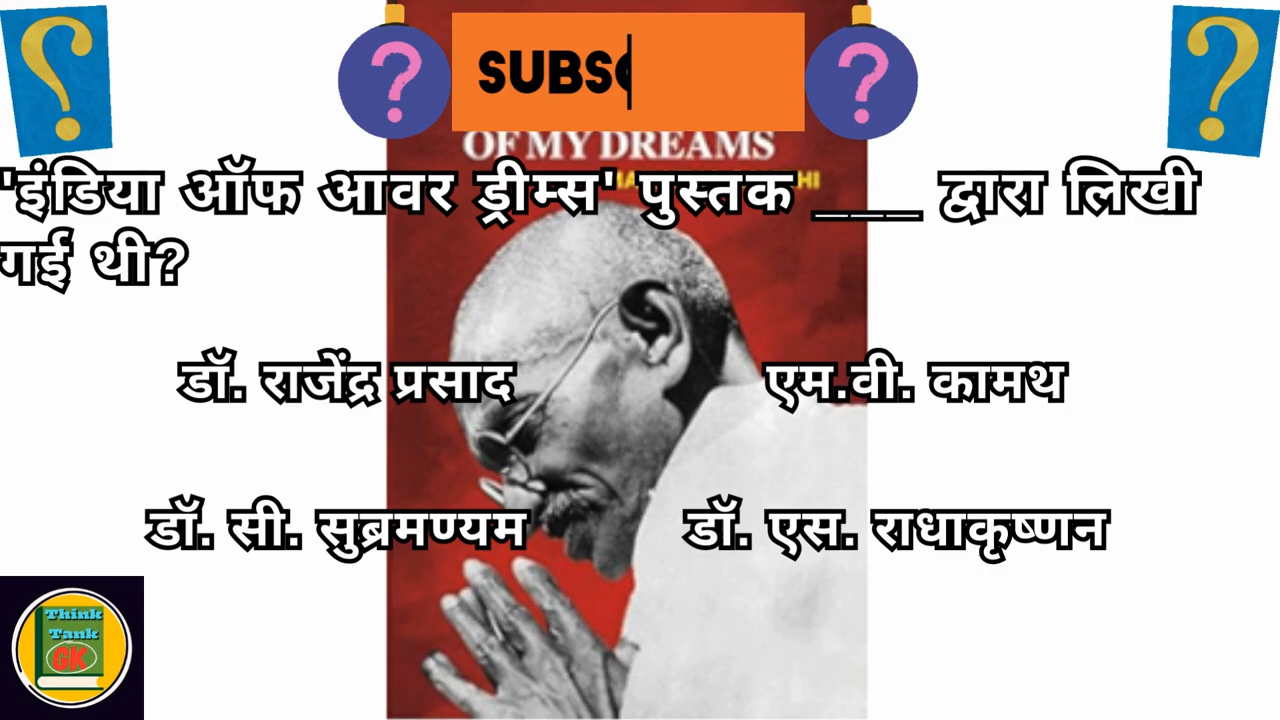 SUBS
OF MY DREAMS
'इंडिया ऑफ आवर ड्रीम्स' पुस्तक ___ द्वारा लिखी
गई थी?
डॉ. राजेंद्र प्रसाद
एम.वी. कामथ
डॉ. सी. सुब्रमण्यम
डॉ. एस. राधाकृष्णन
Think
Tank
GK